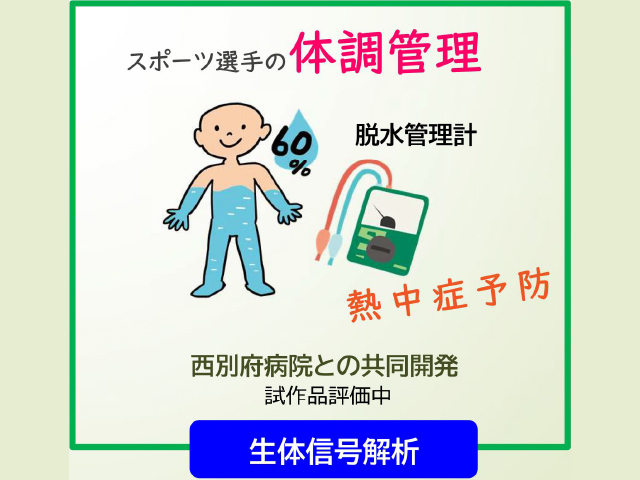 スポーツ選手の体調管理
60
%
脱水管理計
熱中症予防
西別府病院との共同開発
試作品評価中
生体信号解析